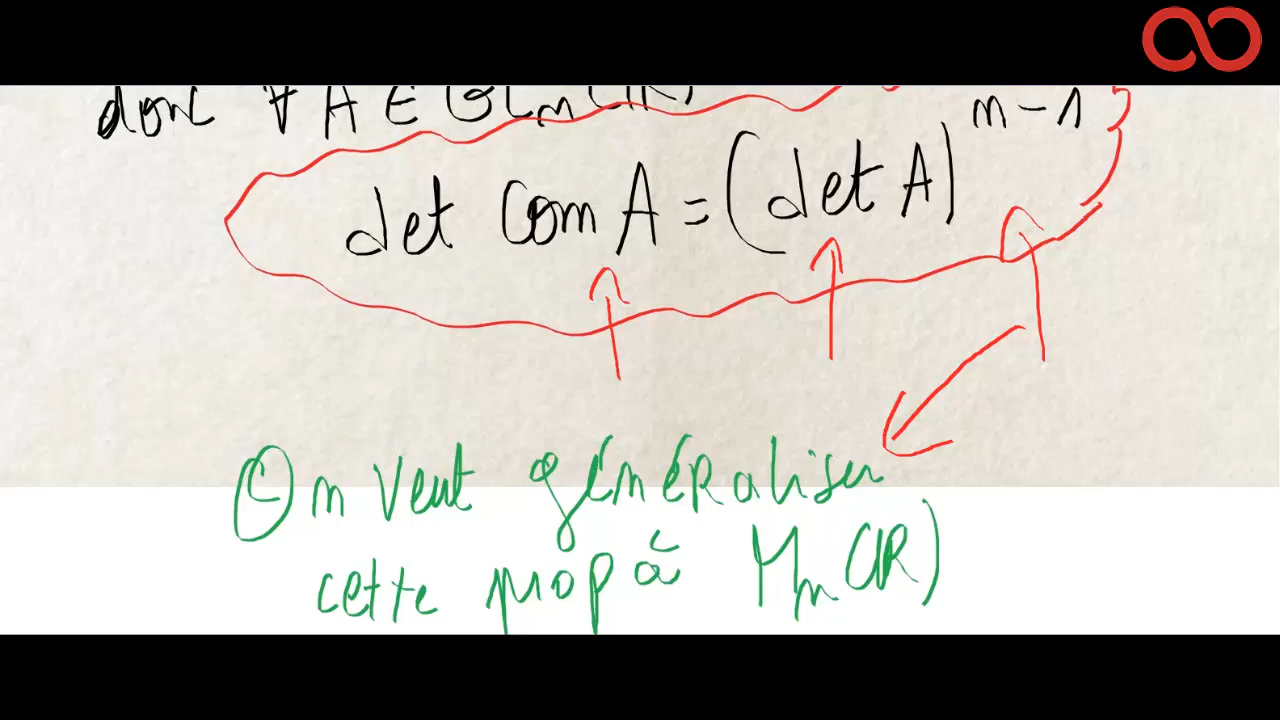 donc ∀ A ∈ GLn(ℝ)
det Com A = (det A)^{n-1}
On veut généraliser
cette prop à Mn(ℝ)